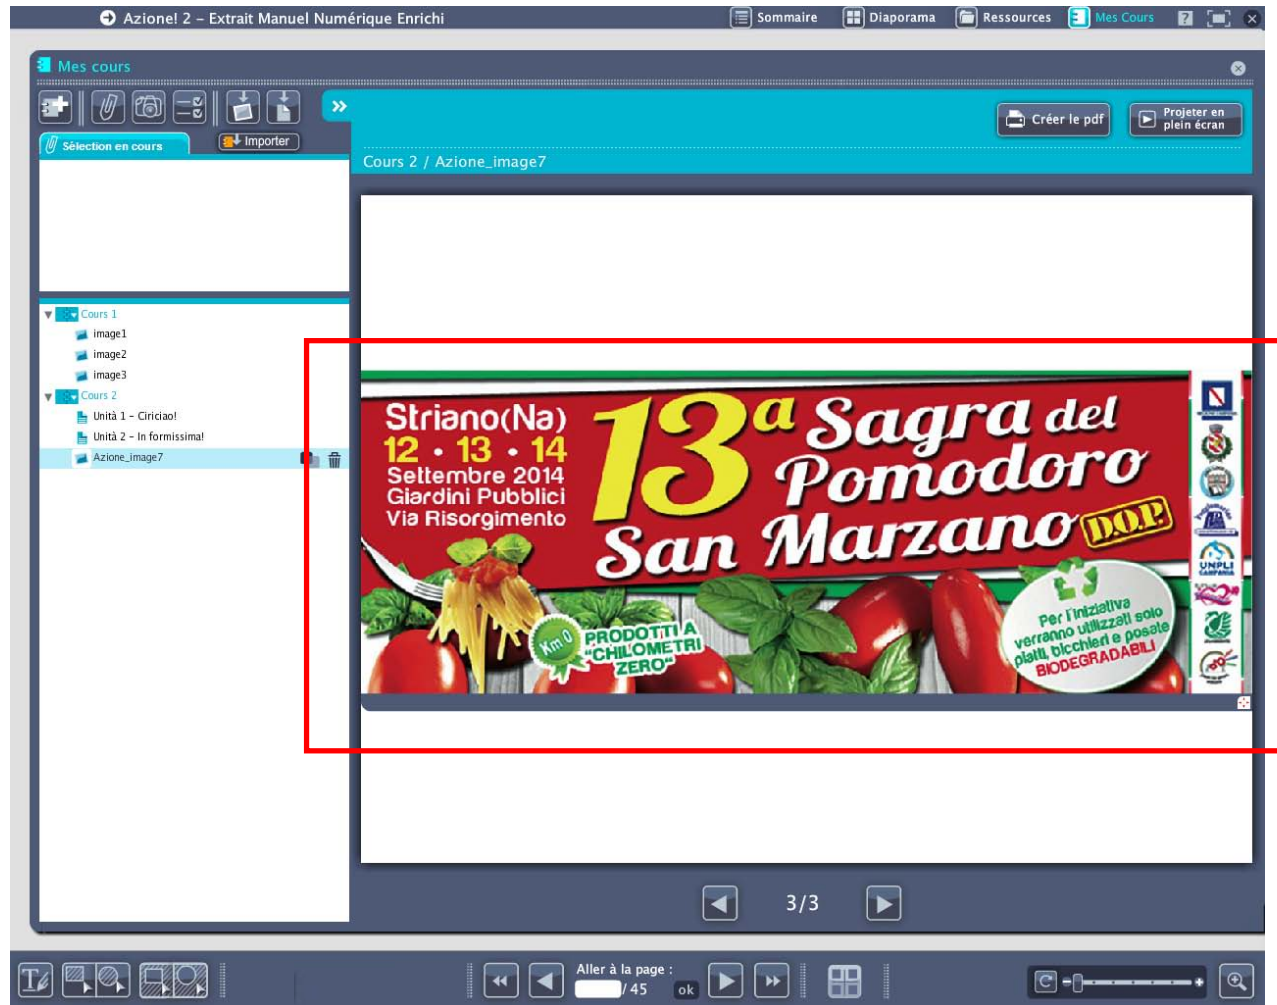 Azione! 2 – Extrait Manuel Numérique Enrichi
Sommaire
Diaporama
Ressources
Mes Cours
?
Mes cours
Sélection en cours
Importer
Créer le pdf
Projeter en
plein écran
Cours 2 / Azione_image7
Cours 1
image1
image2
image3
Cours 2
Unità 1 – Ciriciao!
Unità 2 – In formissima!
Azione_image7
Striano(Na)
12 • 13 • 14
Settembre 2014
Giardini Pubblici
Via Risorgimento
13ª Sagra del
Pomodoro
San Marzano D.O.P.
Km 0
PRODOTTI A
"CHILOMETRI
ZERO"
Per l'iniziativa
verranno utilizzati solo
piatti, bicchieri e posate
BIODEGRADABILI
UNPLI
CAMPANIA
3/3
Aller à la page :
/ 45
ok